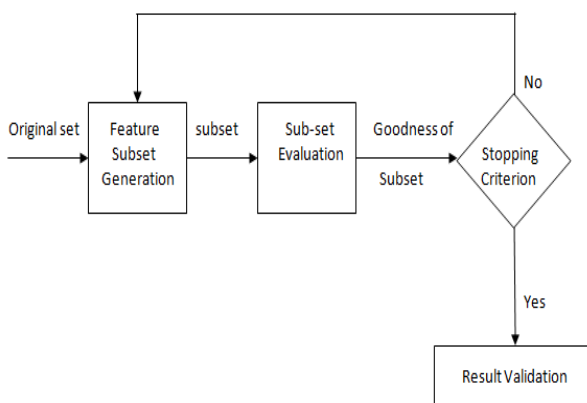 No
Original set
Feature
Subset
Generation
subset
Sub-set
Evaluation
Goodness of
Subset
Stopping
Criterion
Yes
Result Validation